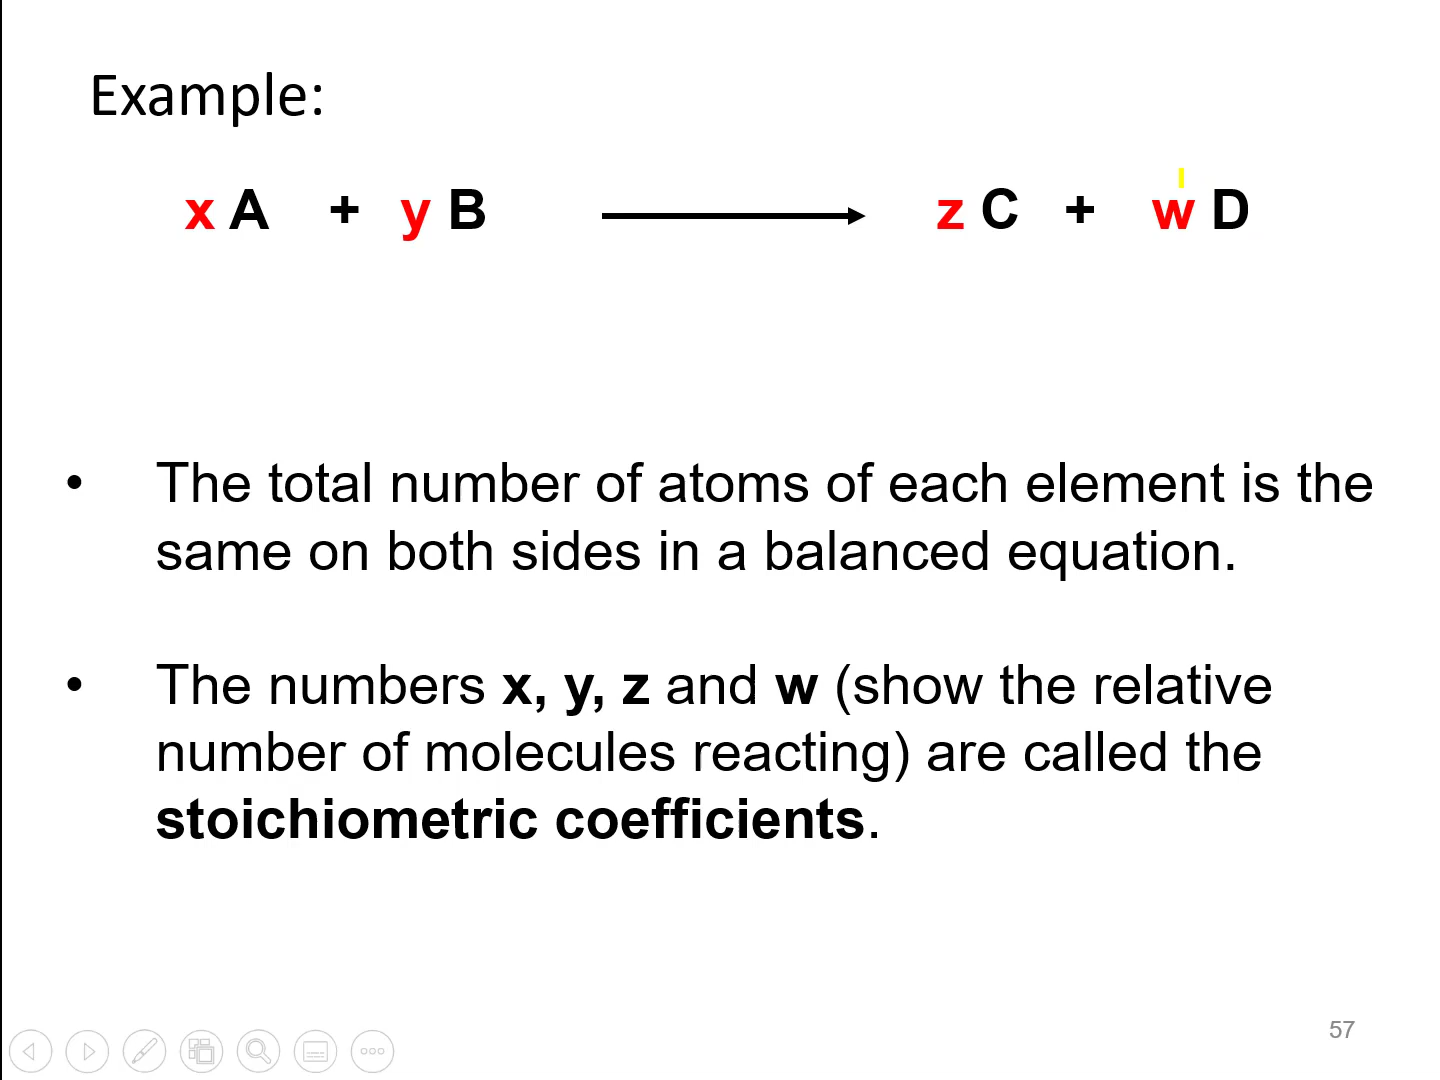 Example:
x A + y B z C + w D
• The total number of atoms of each element is the
same on both sides in a balanced equation.
• The numbers x, y, z and w (show the relative
number of molecules reacting) are called the
stoichiometric coefficients.
57